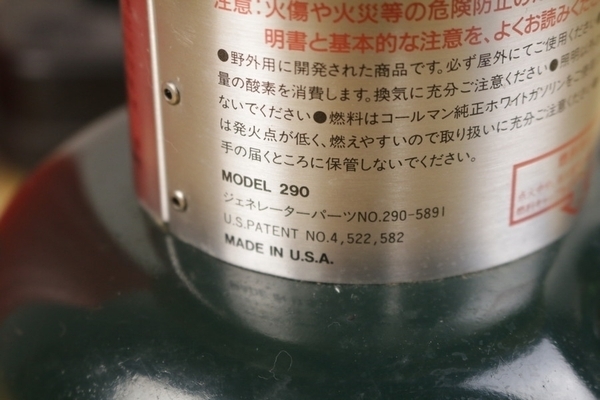 注意：火傷や火災等の危険防止の
明書と基本的な注意を、よくお読みくだ
●野外用に開発された商品です。必ず屋外にてご使用ください
量の酸素を消費します。換気に充分ご注意ください●
ないでください●燃料はコールマン純正ホワイトガソリンをご使
は発火点が低く、燃えやすいので取り扱いに充分ご注意くだ
手の届くところに保管しないでください。
MODEL 290
ジェネレーターパーツNO.290-5891
U.S.PATENT NO.4,522,582
MADE IN U.S.A.